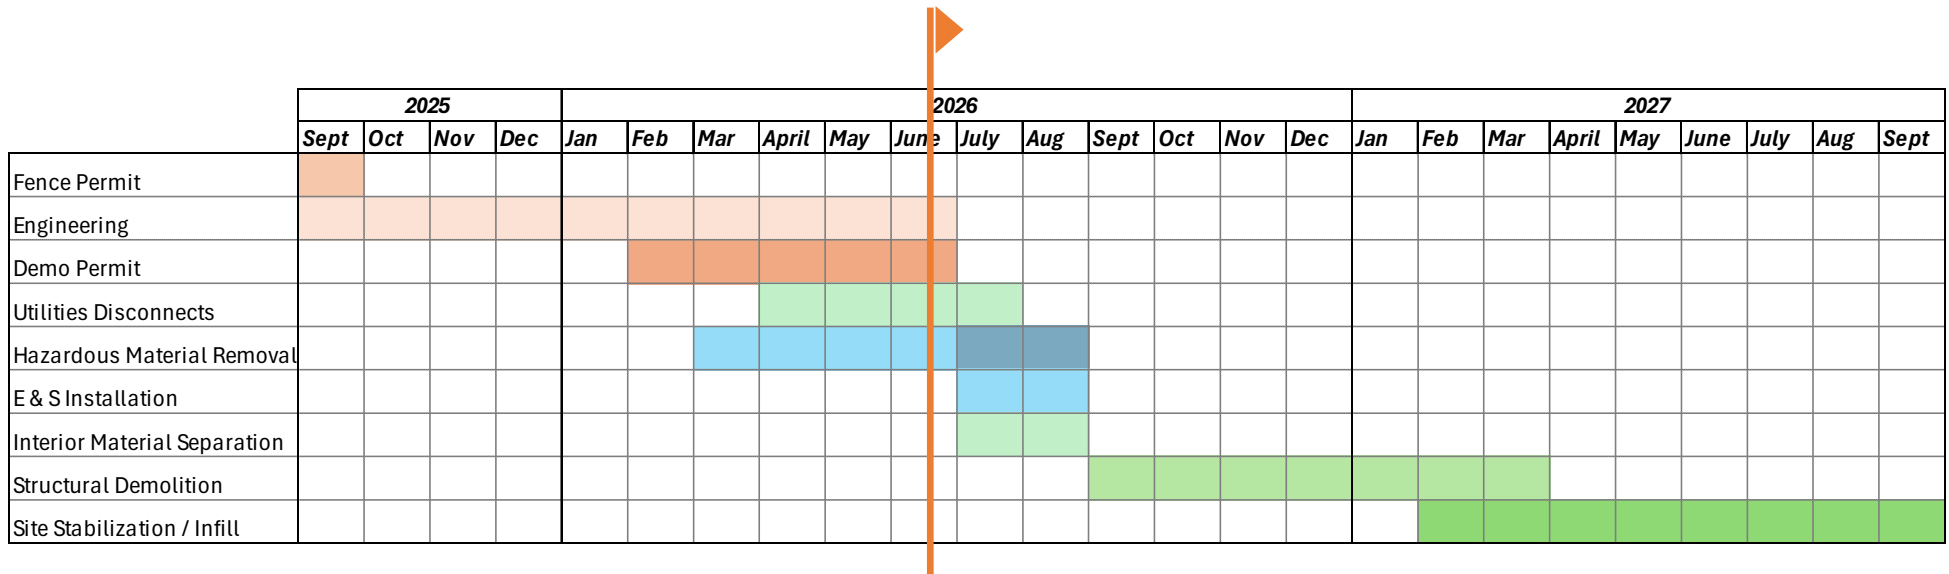 2025 2026 2027
Sept Oct Nov Dec Jan Feb Mar April May June July Aug Sept Oct Nov Dec Jan Feb Mar April May June July Aug Sept
Fence Permit
Engineering
Demo Permit
Utilities Disconnects
Hazardous Material Removal
E & S Installation
Interior Material Separation
Structural Demolition
Site Stabilization / Infill